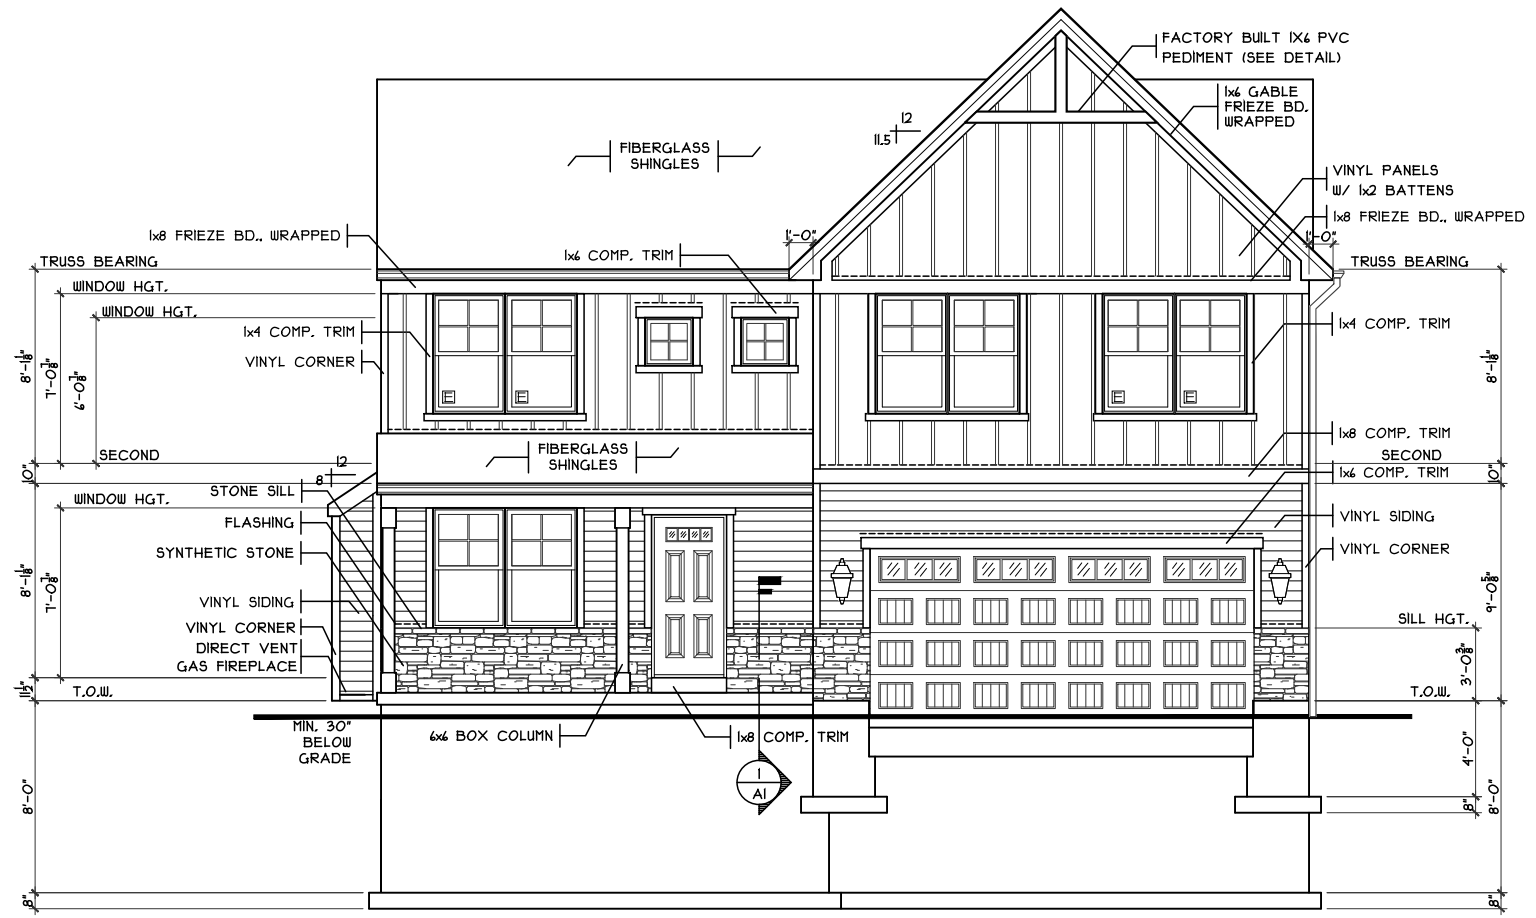 FACTORY BUILT 1X6 PVC
PEDIMENT (SEE DETAIL)
1x6 GABLE
FRIEZE BD.
WRAPPED
12
11.5
FIBERGLASS
SHINGLES
VINYL PANELS
W/ 1x2 BATTENS
1x8 FRIEZE BD., WRAPPED
1x8 FRIEZE BD., WRAPPED
1'-0"
1'-0"
1x6 COMP. TRIM
TRUSS BEARING
TRUSS BEARING
WINDOW HGT.
WINDOW HGT.
1x4 COMP. TRIM
1x4 COMP. TRIM
VINYL CORNER
8'-1 1/8"
7'-0 1/8"
6'-0 1/8"
8'-1 1/8"
E
E
E
E
1x8 COMP. TRIM
SECOND
FIBERGLASS
SHINGLES
SECOND
12
8
10"
10"
1x6 COMP. TRIM
STONE SILL
WINDOW HGT.
FLASHING
VINYL SIDING
SYNTHETIC STONE
VINYL CORNER
8'-1 1/8"
7'-0 1/8"
9'-0 5/8"
VINYL SIDING
SILL HGT.
VINYL CORNER
DIRECT VENT
GAS FIREPLACE
3'-0 3/8"
11 1/2"
T.O.W.
T.O.W.
MIN. 30"
BELOW
GRADE
6x6 BOX COLUMN
1x8 COMP. TRIM
4'-0"
1
A1
8'-0"
8"
8'-0"
8"
8"